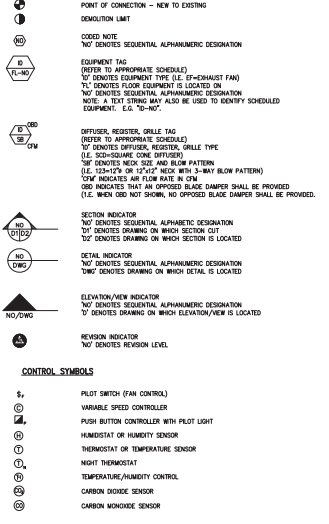 POINT OF CONNECTION – NEW TO EXISTING
DEMOLITION LIMIT
NO
CODED NOTE
'NO' DENOTES SEQUENTIAL ALPHANUMERIC DESIGNATION
ID
FL-NO
EQUIPMENT TAG
(REFER TO APPROPRIATE SCHEDULE)
'ID' DENOTES EQUIPMENT TYPE (I.E. EF=EXHAUST FAN)
'FL' DENOTES FLOOR EQUIPMENT IS LOCATED ON
'NO' DENOTES SEQUENTIAL ALPHANUMERIC DESIGNATION
NOTE: A TEXT STRING MAY ALSO BE USED TO IDENTIFY SCHEDULED
EQUIPMENT. E.G. "ID-NO".
ID
SB
OBD
CFM
DIFFUSER, REGISTER, GRILLE TAG
(REFER TO APPROPRIATE SCHEDULE)
'ID' DENOTES DIFFUSER, REGISTER, GRILLE TYPE
(I.E. SCD=SQUARE CONE DIFFUSER)
'SB' DENOTES NECK SIZE AND BLOW PATTERN
(I.E. 123=12"ø OR 12"x12" NECK WITH 3-WAY BLOW PATTERN)
'CFM' INDICATES AIR FLOW RATE IN CFM
OBD INDICATES THAT AN OPPOSED BLADE DAMPER SHALL BE PROVIDED
(I.E. WHEN OBD NOT SHOWN, NO OPPOSED BLADE DAMPER SHALL BE PROVIDED.
NO
D1 D2
SECTION INDICATOR
'NO' DENOTES SEQUENTIAL ALPHABETIC DESIGNATION
'D1' DENOTES DRAWING ON WHICH SECTION CUT
'D2' DENOTES DRAWING ON WHICH SECTION IS LOCATED
NO
DWG
DETAIL INDICATOR
'NO' DENOTES SEQUENTIAL ALPHANUMERIC DESIGNATION
'DWG' DENOTES DRAWING ON WHICH DETAIL IS LOCATED
NO/DWG
ELEVATION/VIEW INDICATOR
'NO' DENOTES SEQUENTIAL ALPHANUMERIC DESIGNATION
'D' DENOTES DRAWING ON WHICH ELEVATION/VIEW IS LOCATED
REVISION INDICATOR
'NO' DENOTES REVISION LEVEL
CONTROL SYMBOLS
$F PILOT SWITCH (FAN CONTROL)
C VARIABLE SPEED CONTROLLER
PUSH BUTTON CONTROLLER WITH PILOT LIGHT
H HUMIDISTAT OR HUMIDITY SENSOR
T THERMOSTAT OR TEMPERATURE SENSOR
T NIGHT THERMOSTAT
TH TEMPERATURE/HUMIDITY CONTROL
CO2 CARBON DIOXIDE SENSOR
CO CARBON MONOXIDE SENSOR